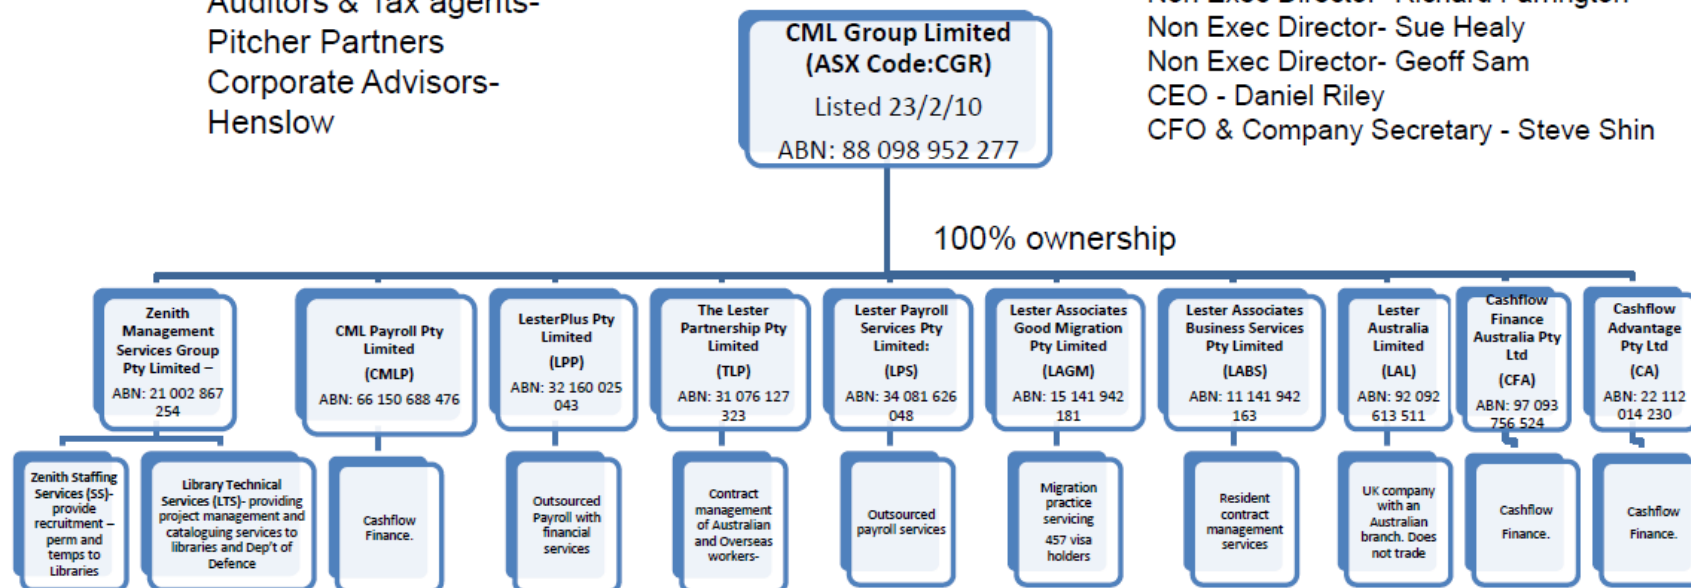 Auditors & Tax agents-
Pitcher Partners
Corporate Advisors-
Henslow
CML Group Limited
(ASX Code:CGR)
Listed 23/2/10
ABN: 88 098 952 277
Non Exec Director- Richard Farrington
Non Exec Director- Sue Healy
Non Exec Director- Geoff Sam
CEO - Daniel Riley
CFO & Company Secretary - Steve Shin
100% ownership
Zenith
Management
Services Group
Pty Limited –
ABN: 21 002 867
254
CML Payroll Pty
Limited
(CMLP)
ABN: 66 150 688 476
LesterPlus Pty
Limited
(LPP)
ABN: 32 160 025
043
The Lester
Partnership Pty
Limited
(TLP)
ABN: 31 076 127
323
Lester Payroll
Services Pty
Limited:
(LPS)
ABN: 34 081 626
048
Lester Associates
Good Migration
Pty Limited
(LAGM)
ABN: 15 141 942
181
Lester Associates
Business Services
Pty Limited
(LABS)
ABN: 11 141 942
163
Lester
Australia
Limited
(LAL)
ABN: 92 092
613 511
Cashflow
Finance
Australia Pty
Ltd
(CFA)
ABN: 97 093
756 524
Cashflow
Advantage
Pty Ltd
(CA)
ABN: 22 112
014 230
Zenith Staffing
Services (SS)-
provide
recruitment –
perm and
temps to
Libraries
Library Technical
Services (LTS)- providing
project management and
cataloguing services to
libraries and Dep't of
Defence
Cashflow
Finance.
Outsourced
Payroll with
financial
services
Contract
management
of Australian
and Overseas
workers-
Outsourced
payroll services
Migration
practice
servicing
457 visa
holders
Resident
contract
management
services
UK company
with an
Australian
branch. Does
not trade
Cashflow
Finance.
Cashflow
Finance.